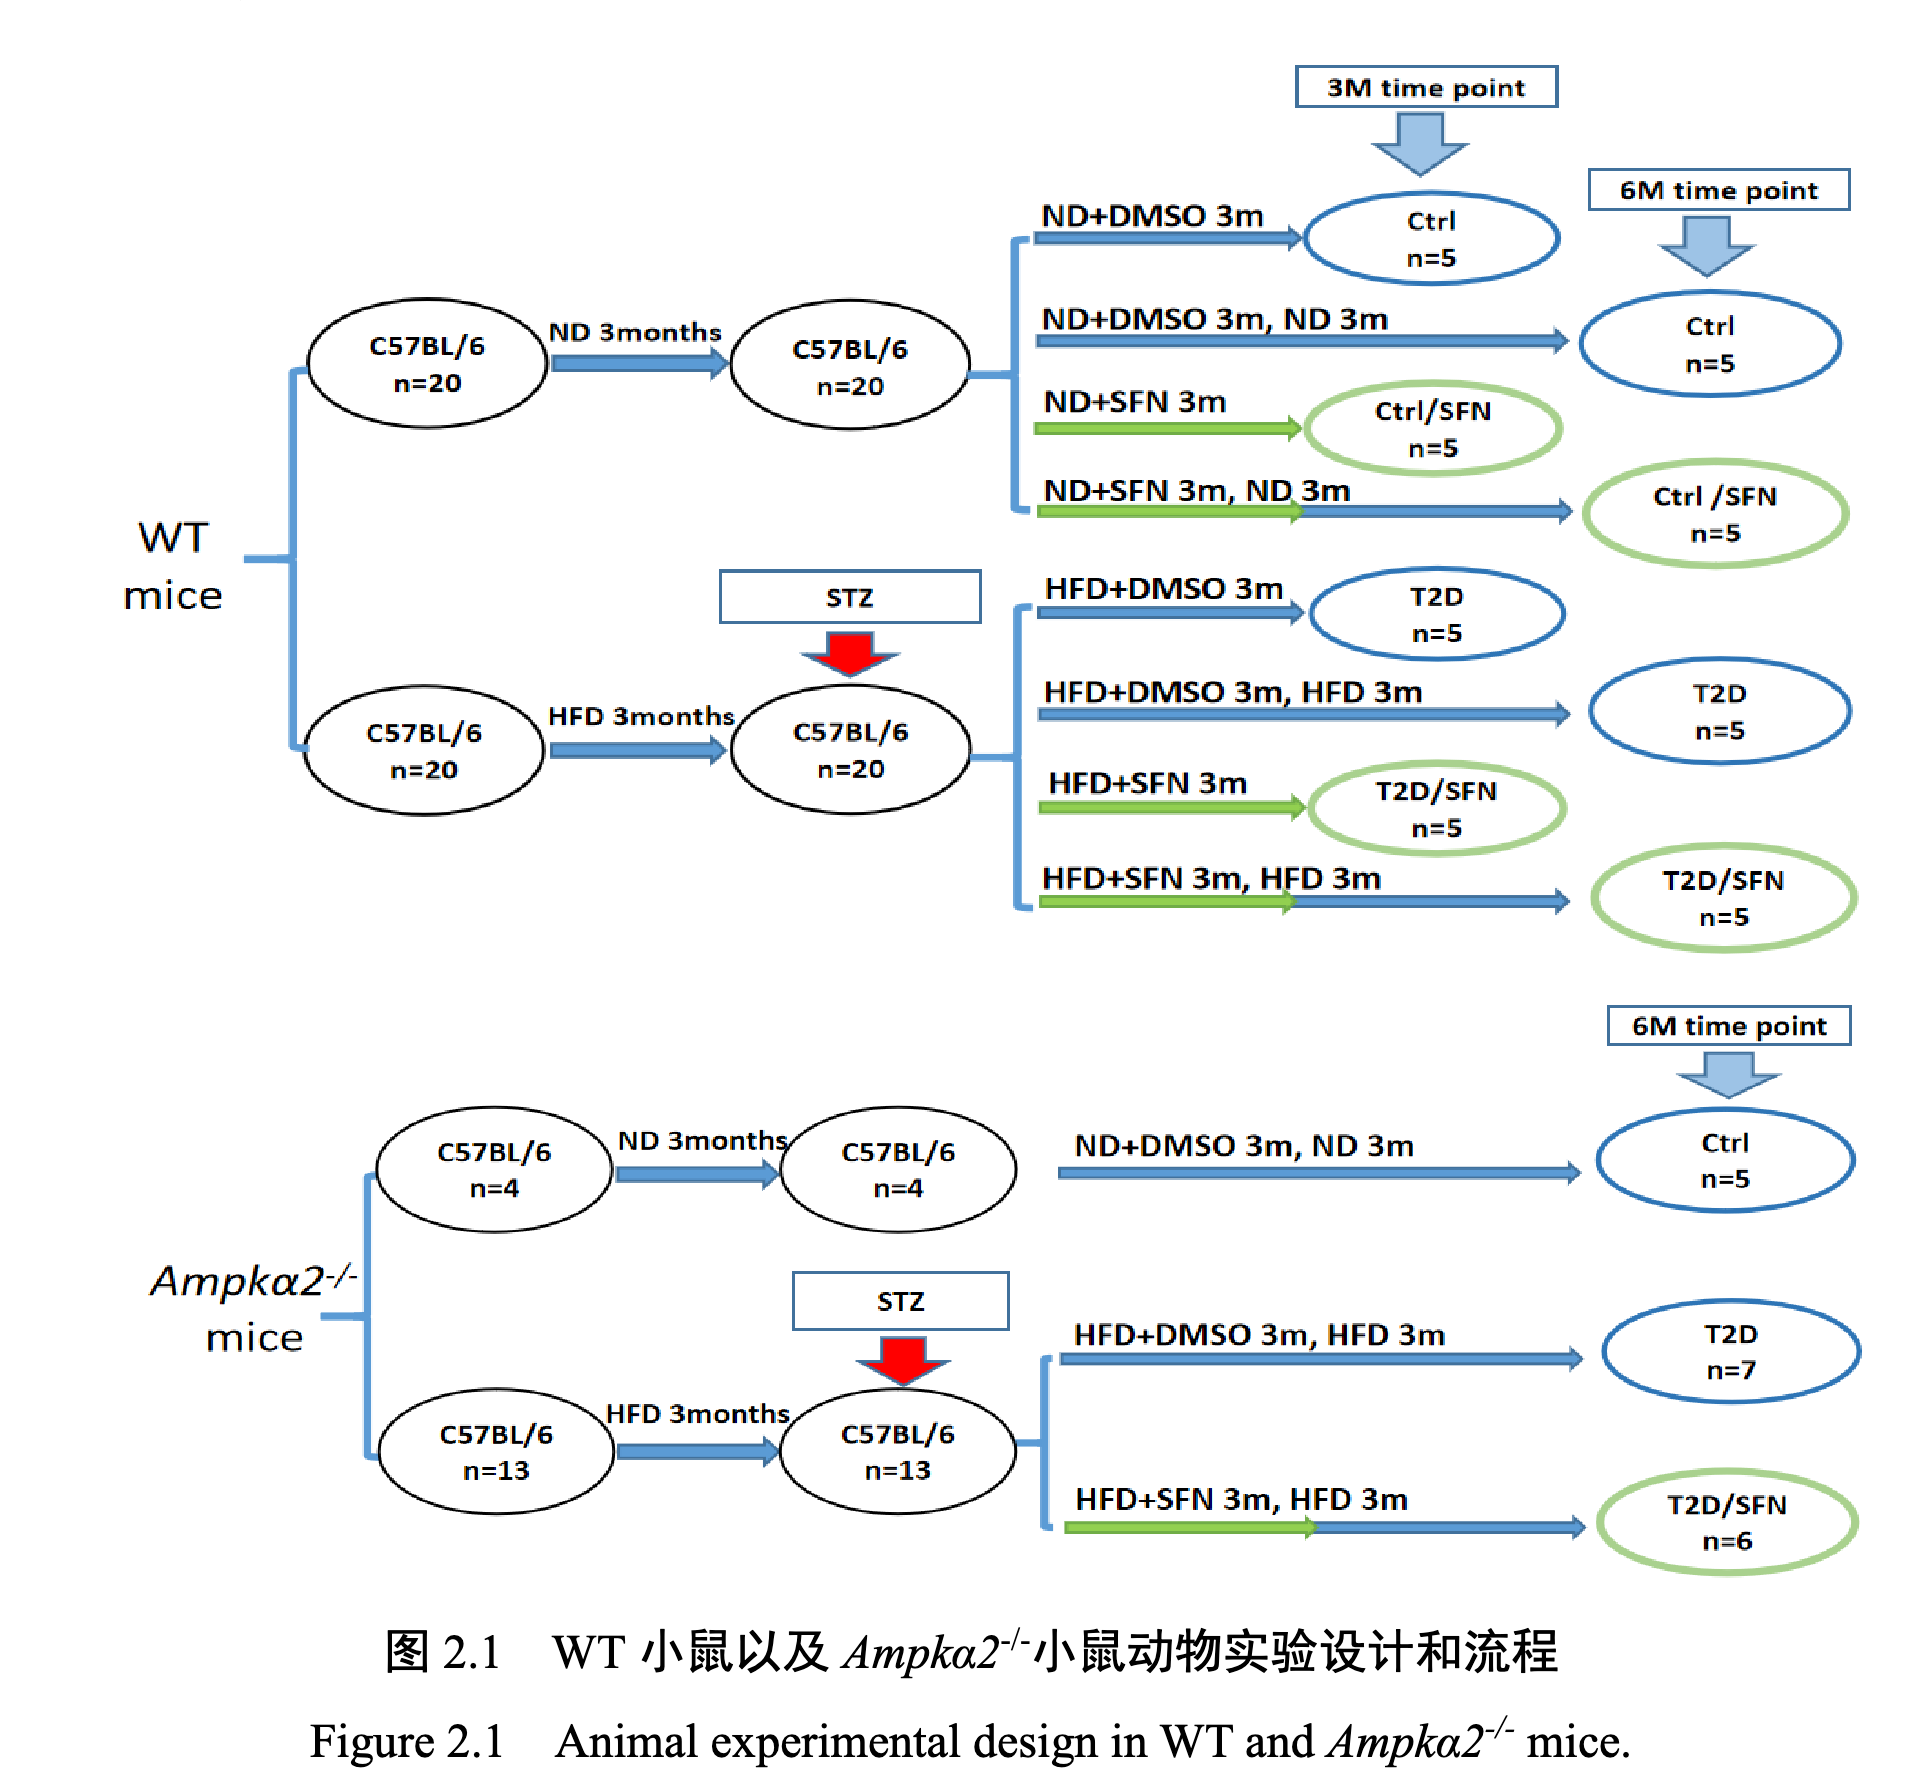 3M time point
6M time point
ND+DMSO 3m
Ctrl
n=5
ND+DMSO 3m, ND 3m
Ctrl
n=5
C57BL/6
n=20
ND 3months
C57BL/6
n=20
ND+SFN 3m
Ctrl/SFN
n=5
ND+SFN 3m, ND 3m
Ctrl /SFN
n=5
WT
mice
STZ
HFD+DMSO 3m
T2D
n=5
HFD+DMSO 3m, HFD 3m
T2D
n=5
C57BL/6
n=20
HFD 3months
C57BL/6
n=20
HFD+SFN 3m
T2D/SFN
n=5
HFD+SFN 3m, HFD 3m
T2D/SFN
n=5
6M time point
C57BL/6
n=4
ND 3months
C57BL/6
n=4
ND+DMSO 3m, ND 3m
Ctrl
n=5
Ampkα2-/-
mice
STZ
HFD+DMSO 3m, HFD 3m
T2D
n=7
C57BL/6
n=13
HFD 3months
C57BL/6
n=13
HFD+SFN 3m, HFD 3m
T2D/SFN
n=6
图 2.1 WT 小鼠以及 Ampkα2-/-小鼠动物实验设计和流程
Figure 2.1 Animal experimental design in WT and Ampkα2-/- mice.